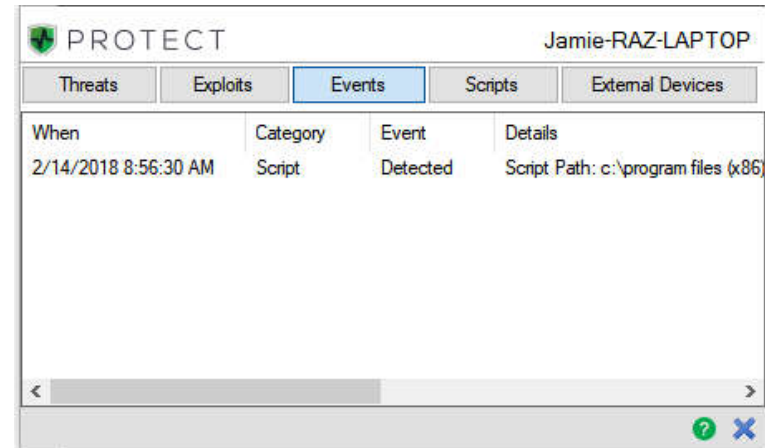 PROTECT Jamie-RAZ-LAPTOP
Threats Exploits Events Scripts External Devices
When Category Event Details
2/14/2018 8:56:30 AM Script Detected Script Path: c:\program files (x86)